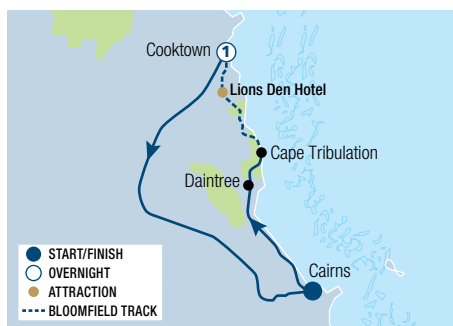 Cooktown
1
Lions Den Hotel
Cape Tribulation
Daintree
Cairns
START/FINISH
OVERNIGHT
ATTRACTION
BLOOMFIELD TRACK